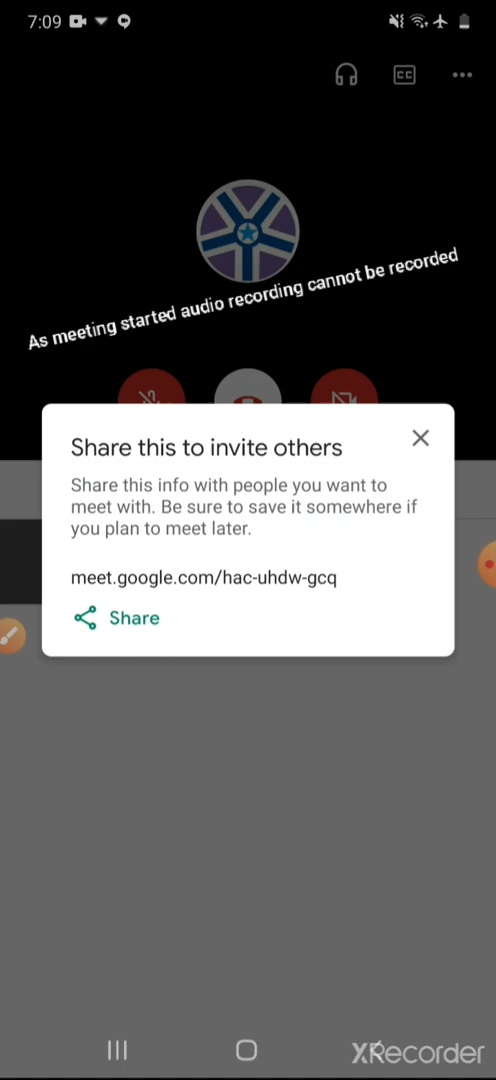 7:09
CC
As meeting started audio recording cannot be recorded
Share this to invite others
Share this info with people you want to
meet with. Be sure to save it somewhere if
you plan to meet later.
meet.google.com/hac-uhdw-gcq
Share
XRecorder